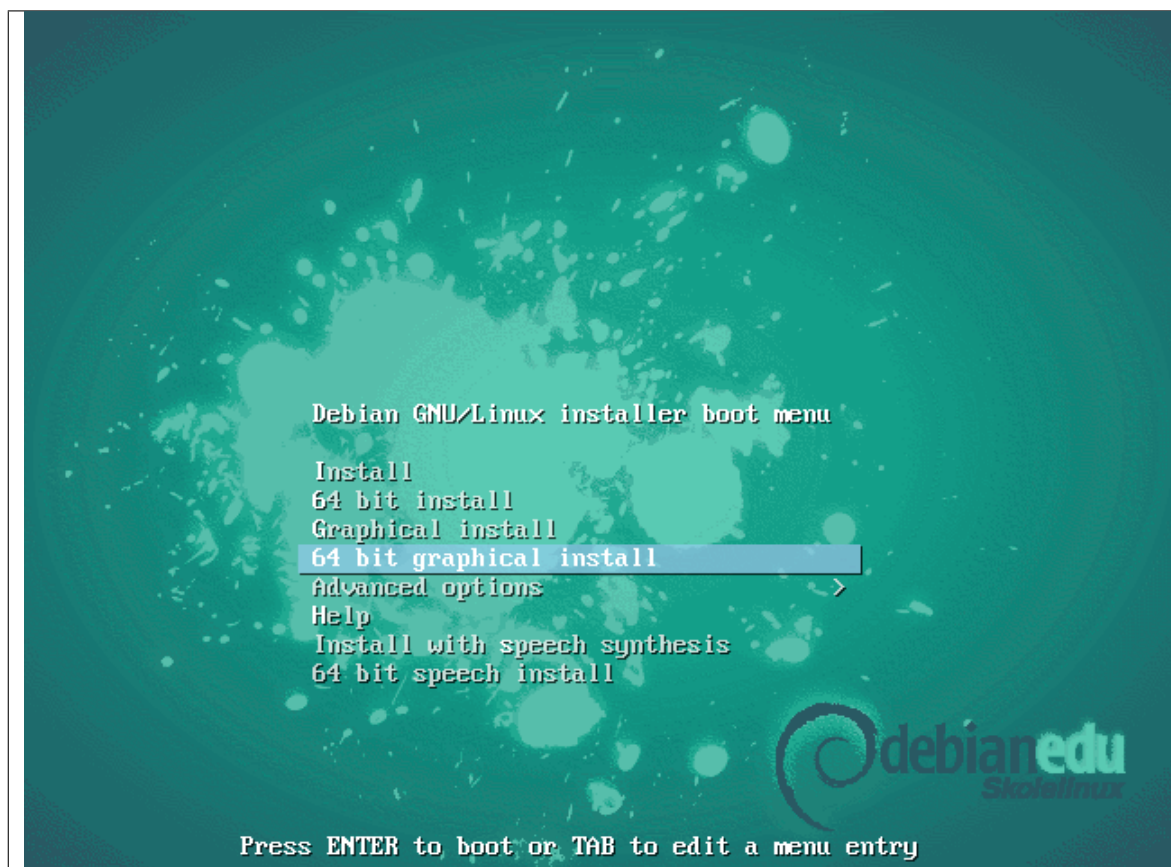 Debian GNU/Linux installer boot menu
Install
64 bit install
Graphical install
64 bit graphical install
Advanced options >
Help
Install with speech synthesis
64 bit speech install
debianedu
Skolelinux
Press ENTER to boot or TAB to edit a menu entry